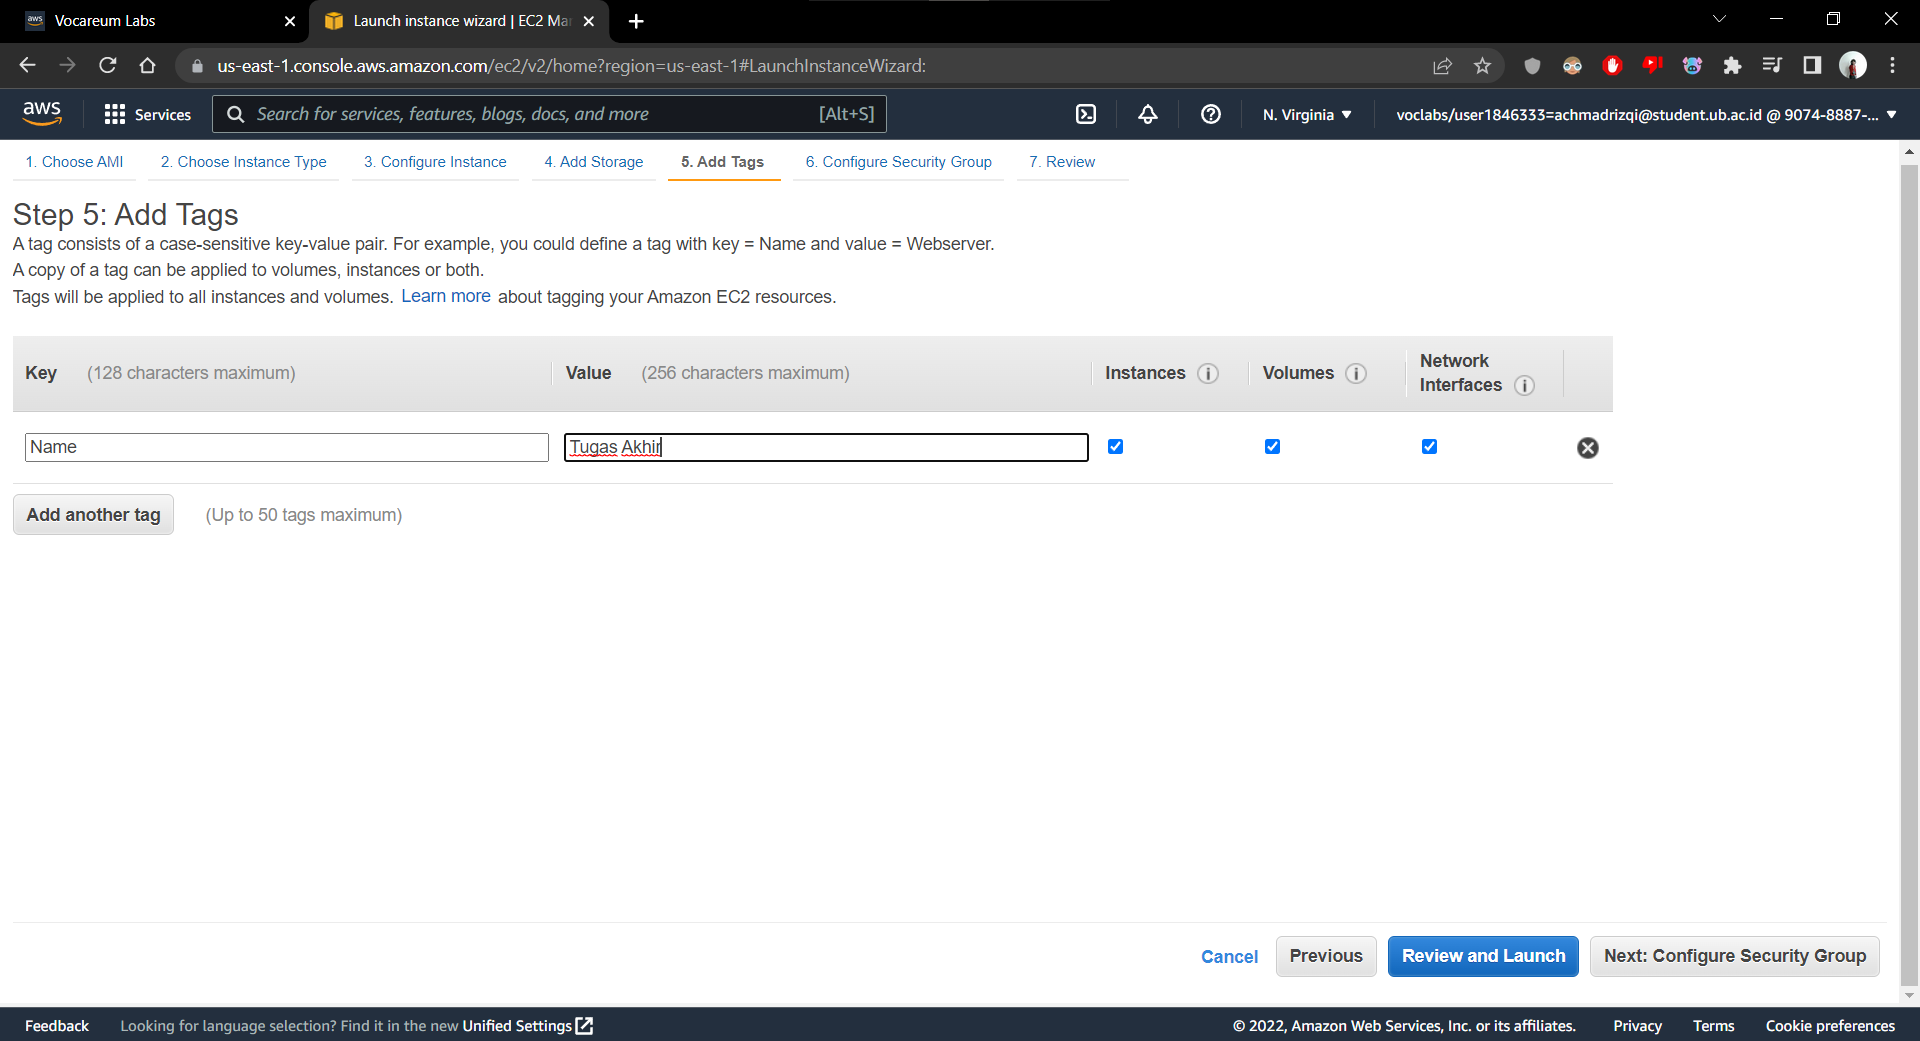 Vocareum Labs
Launch instance wizard | EC2 Mar
us-east-1.console.aws.amazon.com/ec2/v2/home?region=us-east-1#LaunchInstanceWizard:
aws
Services
Search for services, features, blogs, docs, and more
[Alt+S]
N. Virginia
voclabs/user1846333=achmadrizqi@student.ub.ac.id @ 9074-8887-...
1. Choose AMI
2. Choose Instance Type
3. Configure Instance
4. Add Storage
5. Add Tags
6. Configure Security Group
7. Review
Step 5: Add Tags
A tag consists of a case-sensitive key-value pair. For example, you could define a tag with key = Name and value = Webserver.
A copy of a tag can be applied to volumes, instances or both.
Tags will be applied to all instances and volumes. Learn more about tagging your Amazon EC2 resources.
Key (128 characters maximum)
Value (256 characters maximum)
Instances
Volumes
Network
Interfaces
Name
Tugas Akhir
Add another tag
(Up to 50 tags maximum)
Cancel
Previous
Review and Launch
Next: Configure Security Group
Feedback
Looking for language selection? Find it in the new Unified Settings
© 2022, Amazon Web Services, Inc. or its affiliates.
Privacy
Terms
Cookie preferences